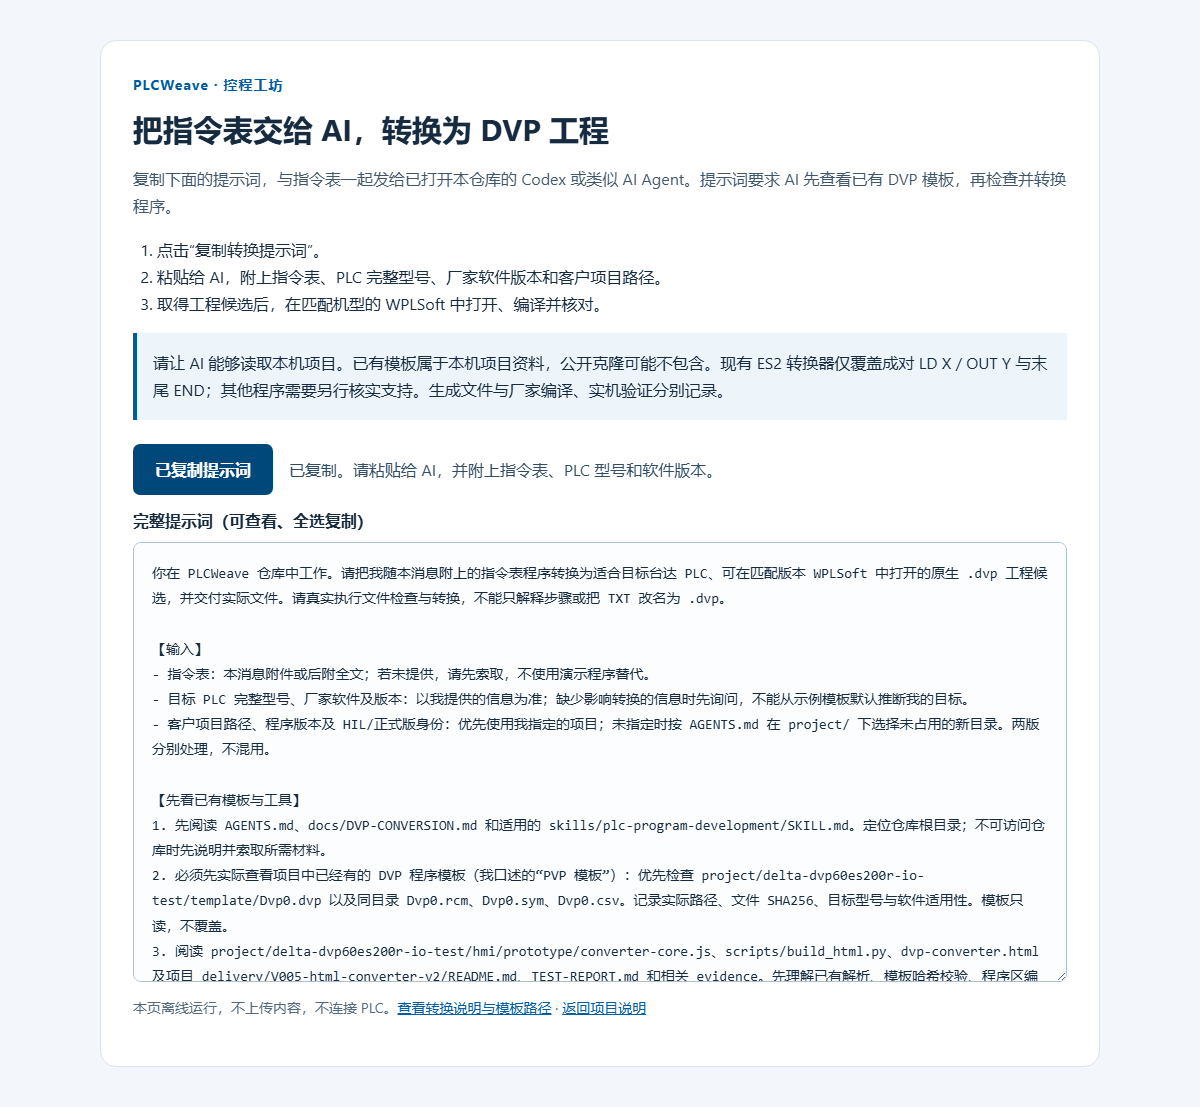 PLCWeave · 控程工坊
把指令表交给 AI，转换为 DVP 工程
复制下面的提示词，与指令表一起发给已打开本仓库的 Codex 或类似 AI Agent。提示词要求 AI 先查看已有 DVP 模板，再检查并转换
程序。
1. 点击“复制转换提示词”。
2. 粘贴给 AI，附上指令表、PLC 完整型号、厂家软件版本和客户项目路径。
3. 取得工程候选后，在匹配机型的 WPLSoft 中打开、编译并核对。
请让 AI 能够读取本机项目。已有模板属于本机项目资料，公开克隆可能不包含。现有 ES2 转换器仅覆盖成对 LD X / OUT Y 与末
尾 END；其他程序需要另行核实支持。生成文件与厂家编译、实机验证分别记录。
已复制提示词
已复制。请粘贴给 AI，并附上指令表、PLC 型号和软件版本。
完整提示词（可查看、全选复制）
你在 PLCWeave 仓库中工作。请把我随本消息附上的指令表程序转换为适合目标台达 PLC、可在匹配版本 WPLSoft 中打开的原生 .dvp 工程候
选，并交付实际文件。请真实执行文件检查与转换，不能只解释步骤或把 TXT 改名为 .dvp。
【输入】
- 指令表：本消息附件或后附全文；若未提供，请先索取，不使用演示程序替代。
- 目标 PLC 完整型号、厂家软件及版本：以我提供的信息为准；缺少影响转换的信息时先询问，不能从示例模板默认推断我的目标。
- 客户项目路径、程序版本及 HIL/正式版身份：优先使用我指定的项目；未指定时按 AGENTS.md 在 project/ 下选择未占用的新目录。两版
分别处理，不混用。
【先看已有模板与工具】
1. 先阅读 AGENTS.md、docs/DVP-CONVERSION.md 和适用的 skills/plc-program-development/SKILL.md。定位仓库根目录；不可访问仓
库时先说明并索取所需材料。
2. 必须先实际查看项目中已经有的 DVP 程序模板（我口述的“PVP 模板”）：优先检查 project/delta-dvp60es200r-io-
test/template/Dvp0.dvp 以及同目录 Dvp0.rcm、Dvp0.sym、Dvp0.csv。记录实际路径、文件 SHA256、目标型号与软件适用性。模板只
读，不覆盖。
3. 阅读 project/delta-dvp60es200r-io-test/hmi/prototype/converter-core.js、scripts/build_html.py、dvp-converter.html
及项目 delivery/V005-html-converter-v2/README.md、TEST-REPORT.md 和相关 evidence。先理解已有解析、模板哈希校验、程序区编
本页离线运行，不上传内容，不连接 PLC。查看转换说明与模板路径 · 返回项目说明